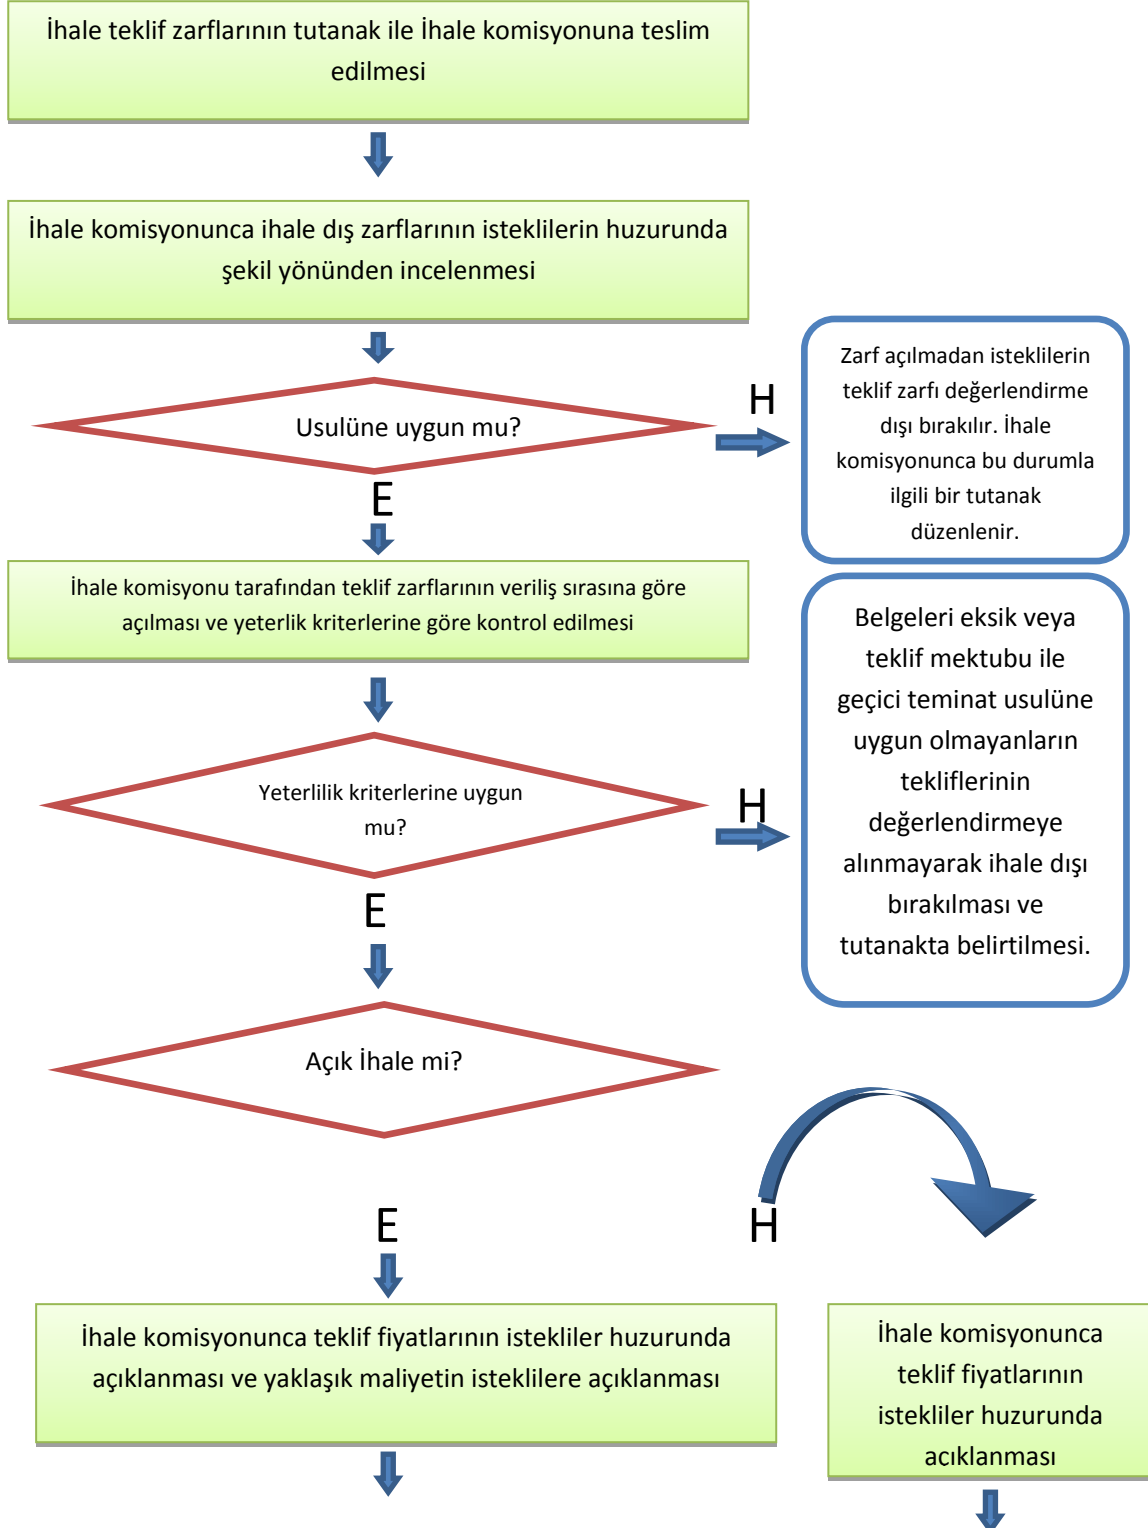 İhale teklif zarflarının tutanak ile İhale komisyonuna teslim
edilmesi
İhale komisyonunca ihale dış zarflarının isteklilerin huzurunda
şekil yönünden incelenmesi
Usulüne uygun mu?
H
Zarf açılmadan isteklilerin
teklif zarfı değerlendirme
dışı bırakılır. İhale
komisyonunca bu durumla
ilgili bir tutanak
düzenlenir.
E
İhale komisyonu tarafından teklif zarflarının veriliş sırasına göre
açılması ve yeterlik kriterlerine göre kontrol edilmesi
Yeterlilik kriterlerine uygun
mu?
H
Belgeleri eksik veya
teklif mektubu ile
geçici teminat usulüne
uygun olmayanların
tekliflerinin
değerlendirmeye
alınmayarak ihale dışı
bırakılması ve
tutanakta belirtilmesi.
E
Açık İhale mi?
E
H
İhale komisyonunca teklif fiyatlarının istekliler huzurunda
açıklanması ve yaklaşık maliyetin isteklilere açıklanması
İhale komisyonunca
teklif fiyatlarının
istekliler huzurunda
açıklanması